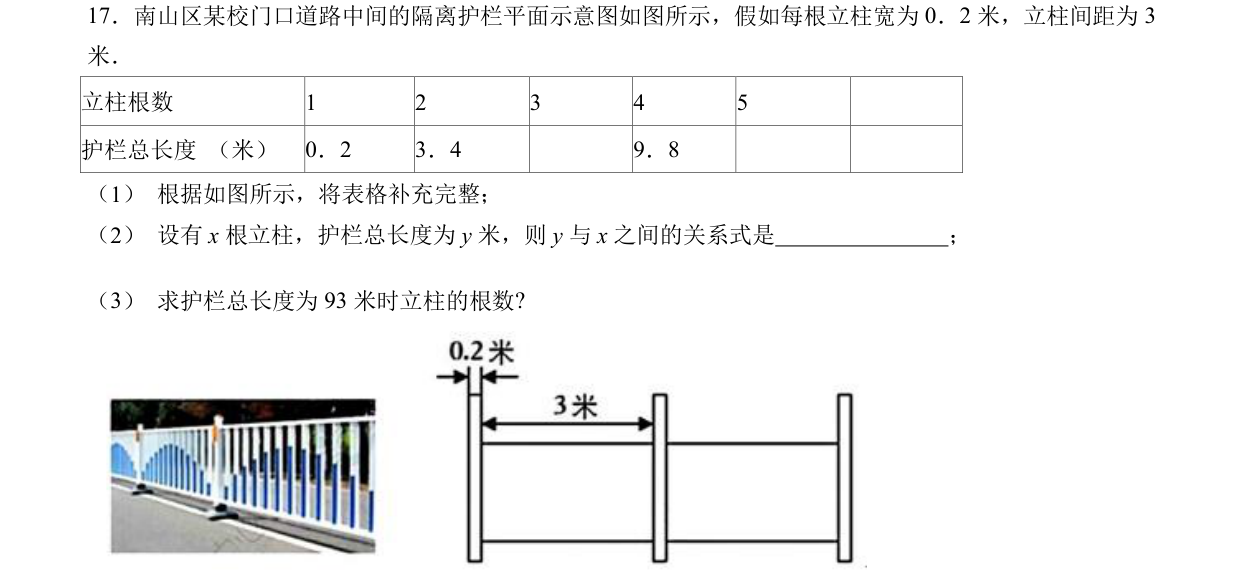 17．南山区某校门口道路中间的隔离护栏平面示意图如图所示，假如每根立柱宽为 0．2 米，立柱间距为 3
米．
立柱根数 1 2 3 4 5
护栏总长度 （米） 0．2 3．4 9．8
（1） 根据如图所示，将表格补充完整；
（2） 设有 x 根立柱，护栏总长度为 y 米，则 y 与 x 之间的关系式是_______________；
（3） 求护栏总长度为 93 米时立柱的根数?
0.2米
3米